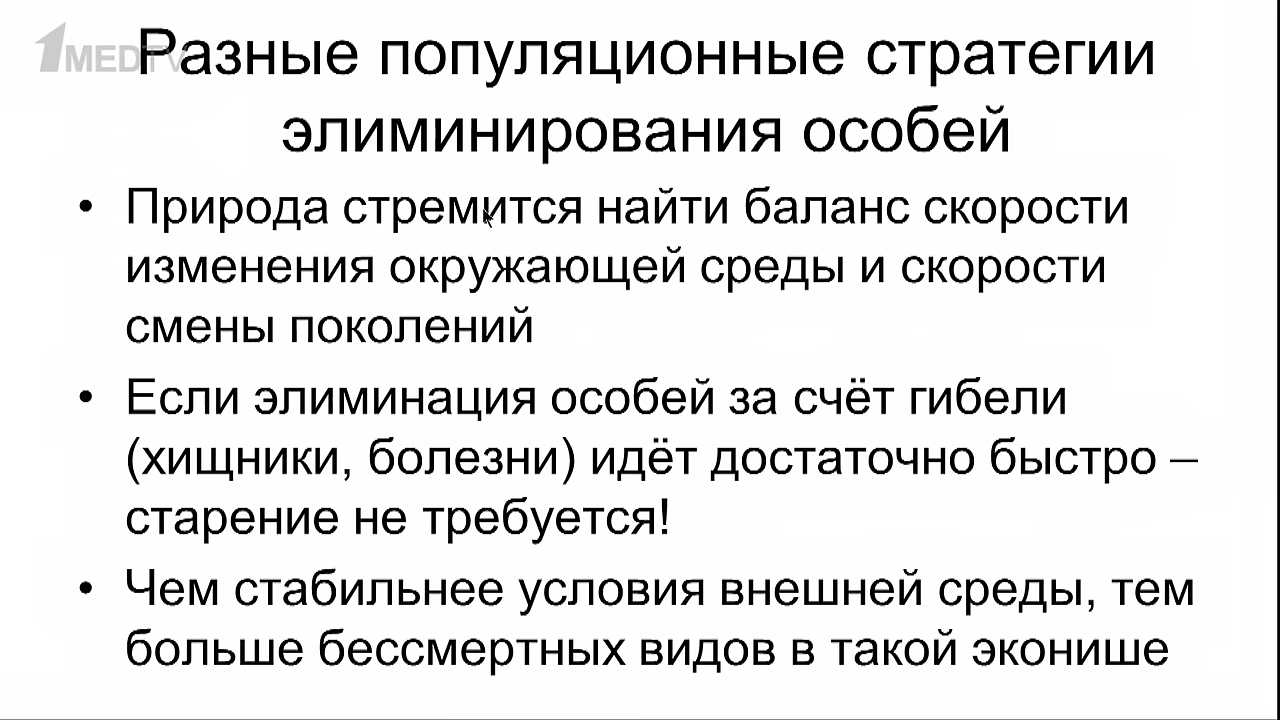 1MEDTV
Разные популяционные стратегии
элиминирования особей
• Природа стремится найти баланс скорости
изменения окружающей среды и скорости
смены поколений
• Если элиминация особей за счёт гибели
(хищники, болезни) идёт достаточно быстро –
старение не требуется!
• Чем стабильнее условия внешней среды, тем
больше бессмертных видов в такой эконише